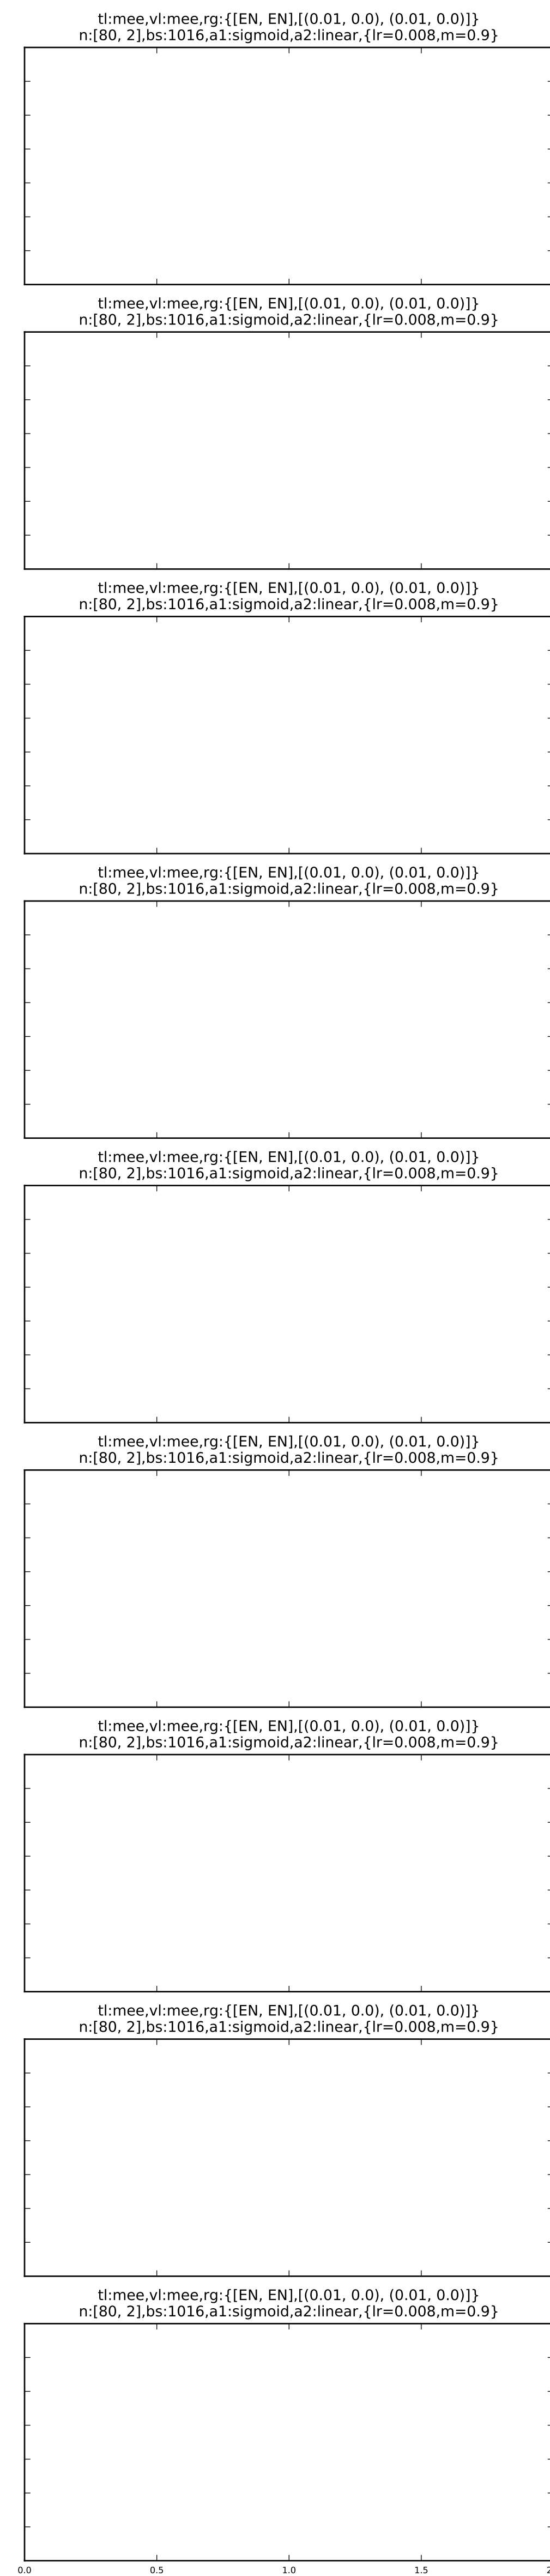 tl:mee,vl:mee,rg:{[EN, EN],[(0.01, 0.0), (0.01, 0.0)]}
n:[80, 2],bs:1016,a1:sigmoid,a2:linear,{lr=0.008,m=0.9}
tl:mee,vl:mee,rg:{[EN, EN],[(0.01, 0.0), (0.01, 0.0)]}
n:[80, 2],bs:1016,a1:sigmoid,a2:linear,{lr=0.008,m=0.9}
tl:mee,vl:mee,rg:{[EN, EN],[(0.01, 0.0), (0.01, 0.0)]}
n:[80, 2],bs:1016,a1:sigmoid,a2:linear,{lr=0.008,m=0.9}
tl:mee,vl:mee,rg:{[EN, EN],[(0.01, 0.0), (0.01, 0.0)]}
n:[80, 2],bs:1016,a1:sigmoid,a2:linear,{lr=0.008,m=0.9}
tl:mee,vl:mee,rg:{[EN, EN],[(0.01, 0.0), (0.01, 0.0)]}
n:[80, 2],bs:1016,a1:sigmoid,a2:linear,{lr=0.008,m=0.9}
tl:mee,vl:mee,rg:{[EN, EN],[(0.01, 0.0), (0.01, 0.0)]}
n:[80, 2],bs:1016,a1:sigmoid,a2:linear,{lr=0.008,m=0.9}
tl:mee,vl:mee,rg:{[EN, EN],[(0.01, 0.0), (0.01, 0.0)]}
n:[80, 2],bs:1016,a1:sigmoid,a2:linear,{lr=0.008,m=0.9}
tl:mee,vl:mee,rg:{[EN, EN],[(0.01, 0.0), (0.01, 0.0)]}
n:[80, 2],bs:1016,a1:sigmoid,a2:linear,{lr=0.008,m=0.9}
tl:mee,vl:mee,rg:{[EN, EN],[(0.01, 0.0), (0.01, 0.0)]}
n:[80, 2],bs:1016,a1:sigmoid,a2:linear,{lr=0.008,m=0.9}
0.0 0.5 1.0 1.5